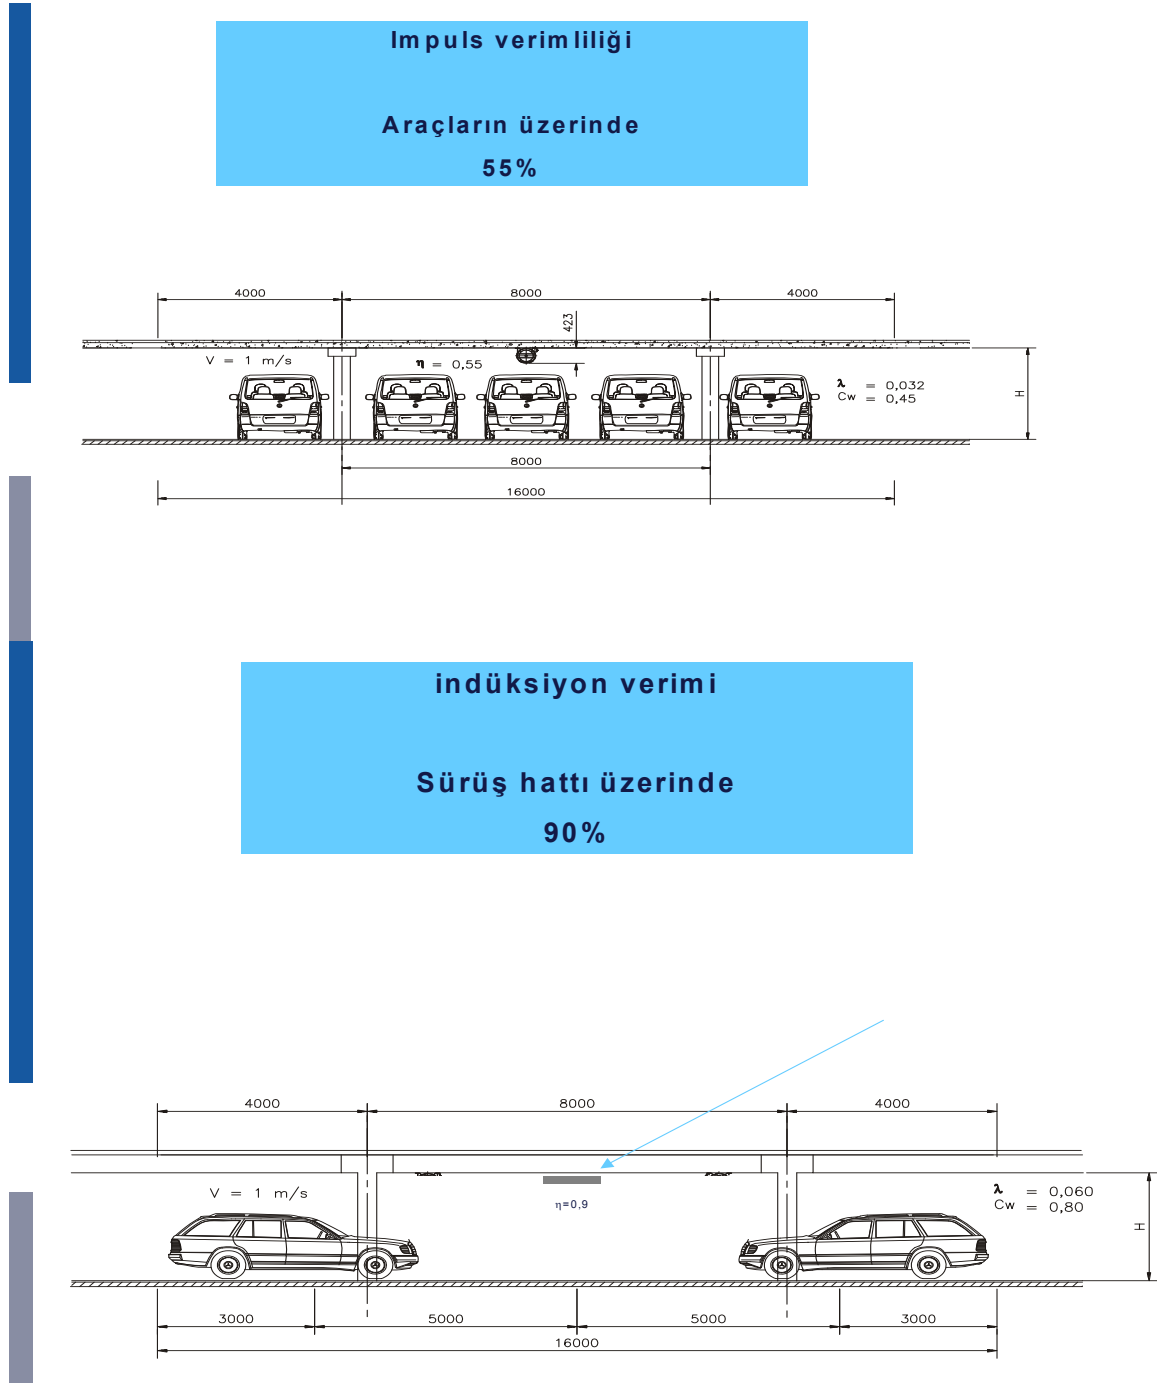 Impuls verimliliği
Araçların üzerinde
55%
4000 8000 4000
423
V = 1 m/s
η = 0,55
λ = 0,032
Cw = 0,45
H
8000
16000
indüksiyon verimi
Sürüş hattı üzerinde
90%
4000 8000 4000
V = 1 m/s
η=0,9
λ = 0,060
Cw = 0,80
H
3000 5000 5000 3000
16000